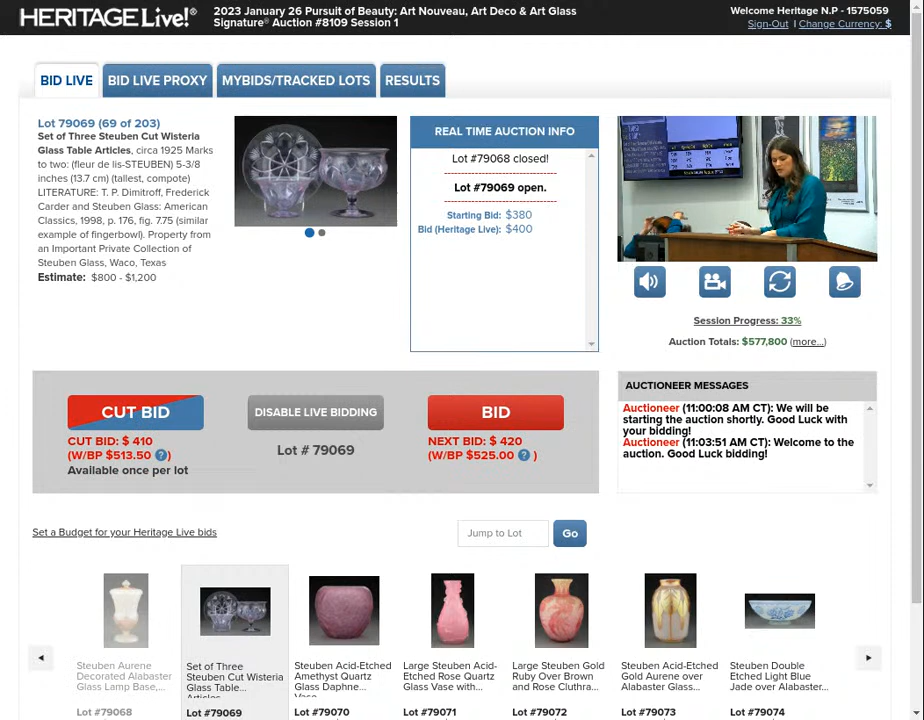 HERITAGE Live!®
2023 January 26 Pursuit of Beauty: Art Nouveau, Art Deco & Art Glass
Signature® Auction #8109 Session 1
Welcome Heritage N.P - 1575059
Sign-Out | Change Currency: $
BID LIVE
BID LIVE PROXY
MYBIDS/TRACKED LOTS
RESULTS
Lot 79069 (69 of 203)
Set of Three Steuben Cut Wisteria
Glass Table Articles, circa 1925 Marks
to two: (fleur de lis-STEUBEN) 5-3/8
inches (13.7 cm) (tallest, compote)
LITERATURE: T. P. Dimitroff, Frederick
Carder and Steuben Glass: American
Classics, 1998, p. 176, fig. 7.75 (similar
example of fingerbowl). Property from
an Important Private Collection of
Steuben Glass, Waco, Texas
Estimate: $800 - $1,200
REAL TIME AUCTION INFO
Lot #79068 closed!
Lot #79069 open.
Starting Bid: $380
Bid (Heritage Live): $400
Session Progress: 33%
Auction Totals: $577,800 (more...)
CUT BID
CUT BID: $ 410
(W/BP $513.50 ?)
Available once per lot
DISABLE LIVE BIDDING
Lot # 79069
BID
NEXT BID: $ 420
(W/BP $525.00 ? )
AUCTIONEER MESSAGES
Auctioneer (11:00:08 AM CT): We will be
starting the auction shortly. Good Luck with
your bidding!
Auctioneer (11:03:51 AM CT): Welcome to the
auction. Good Luck bidding!
Set a Budget for your Heritage Live bids
Jump to Lot
Go
Steuben Aurene
Decorated Alabaster
Glass Lamp Base,...
Lot #79068
Set of Three
Steuben Cut Wisteria
Glass Table...
Articles
Lot #79069
Steuben Acid-Etched
Amethyst Quartz
Glass Daphne...
Vase
Lot #79070
Large Steuben Acid-
Etched Rose Quartz
Glass Vase with...
Lot #79071
Large Steuben Gold
Ruby Over Brown
and Rose Cluthra...
Lot #79072
Steuben Acid-Etched
Gold Aurene over
Alabaster Glass...
Lot #79073
Steuben Double
Etched Light Blue
Jade over Alabaster...
Lot #79074